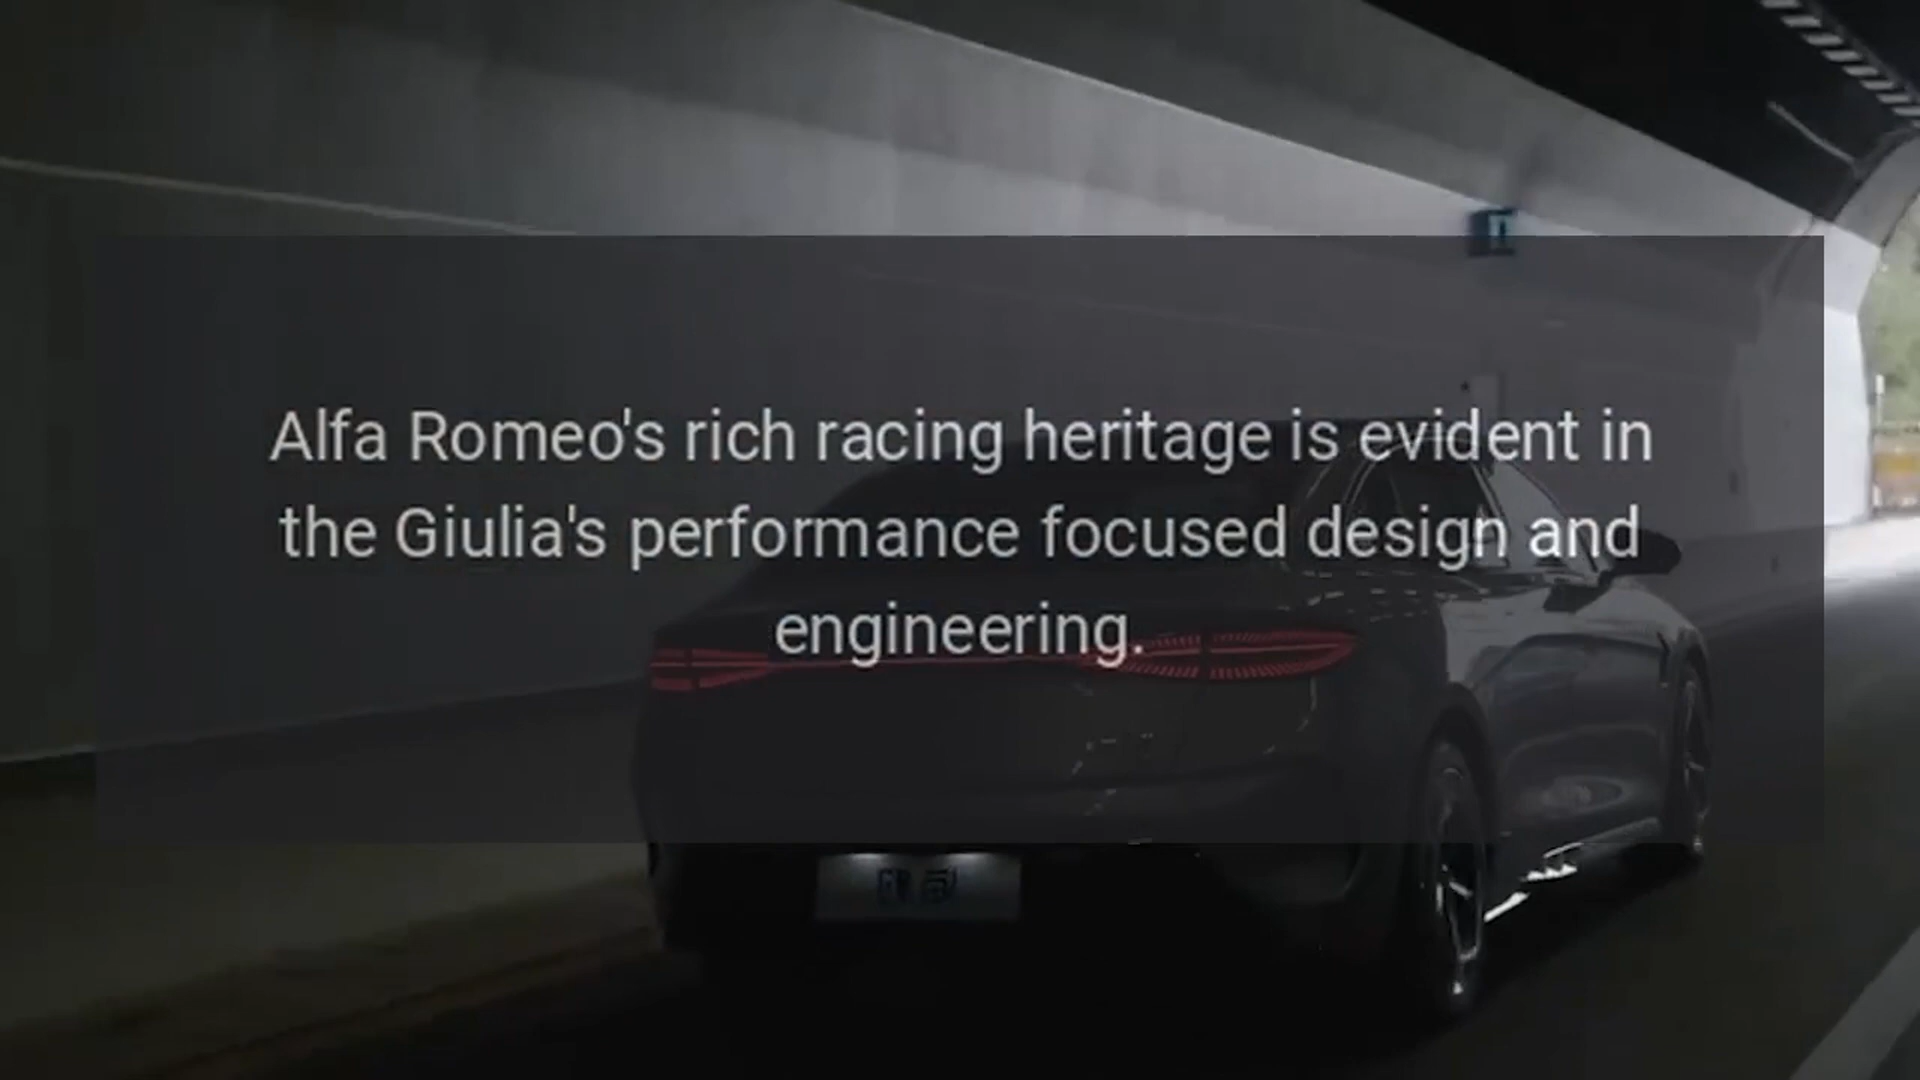 Alfa Romeo's rich racing heritage is evident in
the Giulia's performance focused design and
engineering.